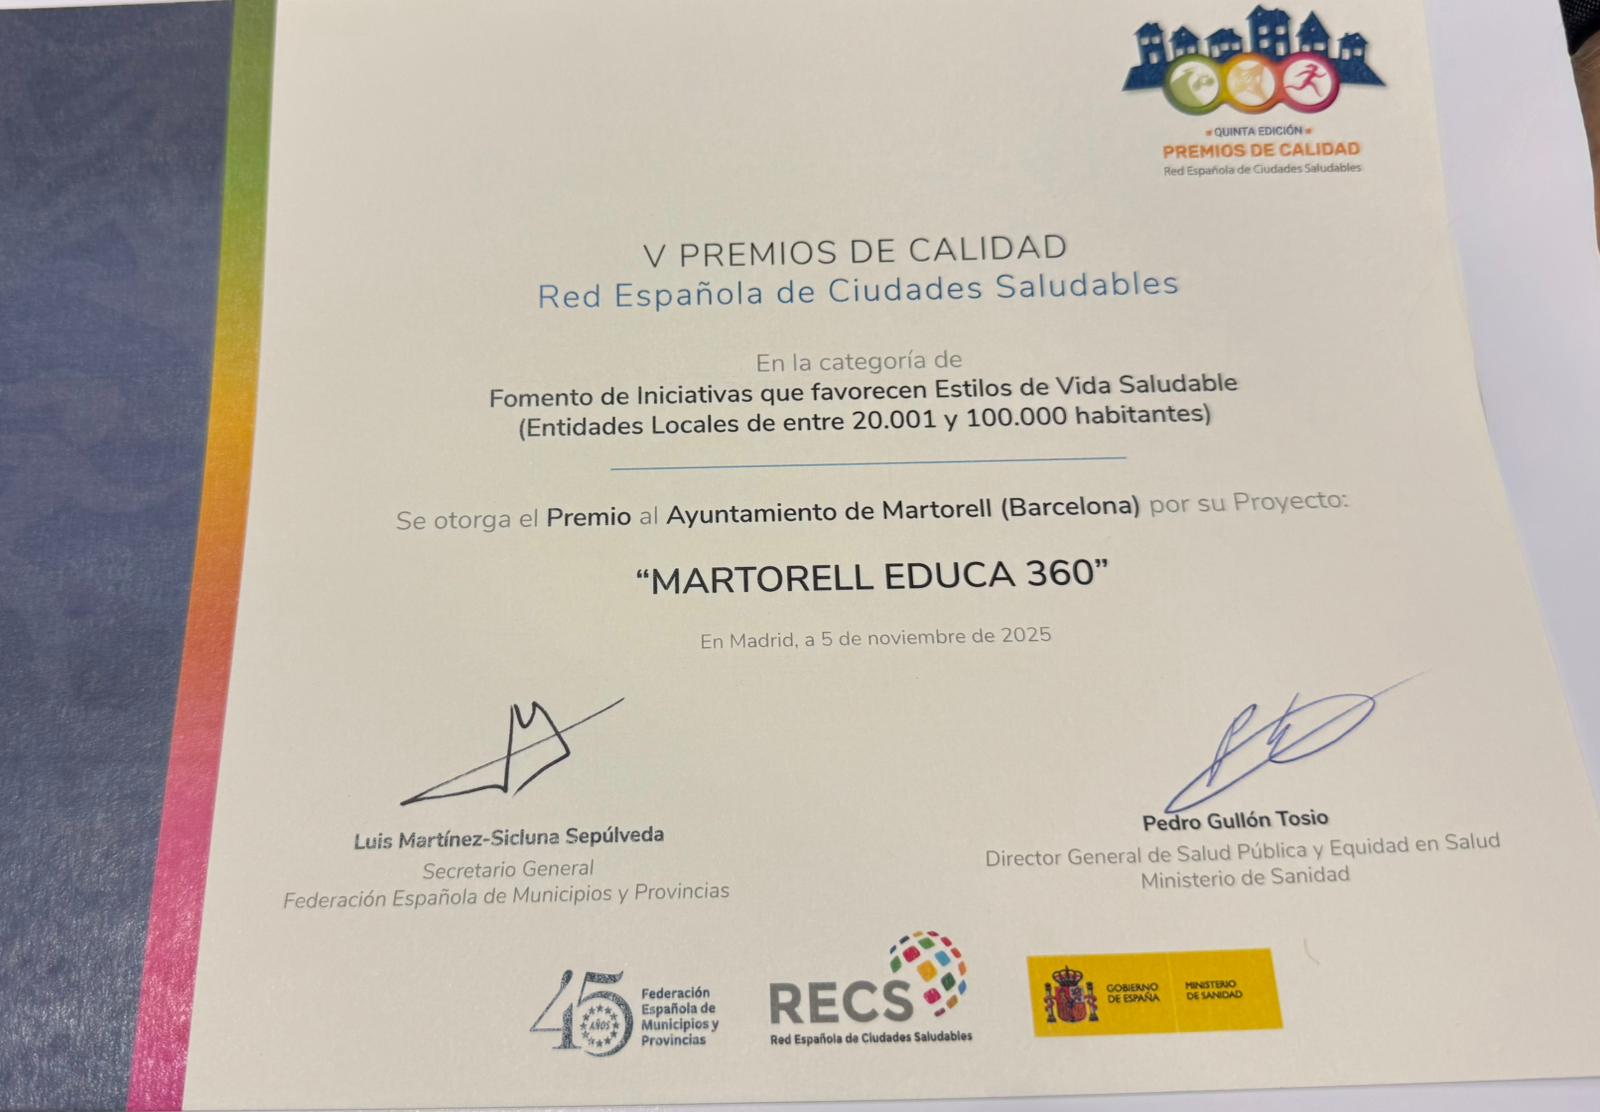 QUINTA EDICIÓN
PREMIOS DE CALIDAD
Red Española de Ciudades Saludables
V PREMIOS DE CALIDAD
Red Española de Ciudades Saludables
En la categoría de
Fomento de Iniciativas que favorecen Estilos de Vida Saludable
(Entidades Locales de entre 20.001 y 100.000 habitantes)
Se otorga el Premio al Ayuntamiento de Martorell (Barcelona) por su Proyecto:
“MARTORELL EDUCA 360”
En Madrid, a 5 de noviembre de 2025
Luis Martínez-Sicluna Sepúlveda
Secretario General
Federación Española de Municipios y Provincias
Pedro Gullón Tosio
Director General de Salud Pública y Equidad en Salud
Ministerio de Sanidad
45 AÑOS
Federación
Española de
Municipios y
Provincias
RECS
Red Española de Ciudades Saludables
GOBIERNO
DE ESPAÑA
MINISTERIO
DE SANIDAD